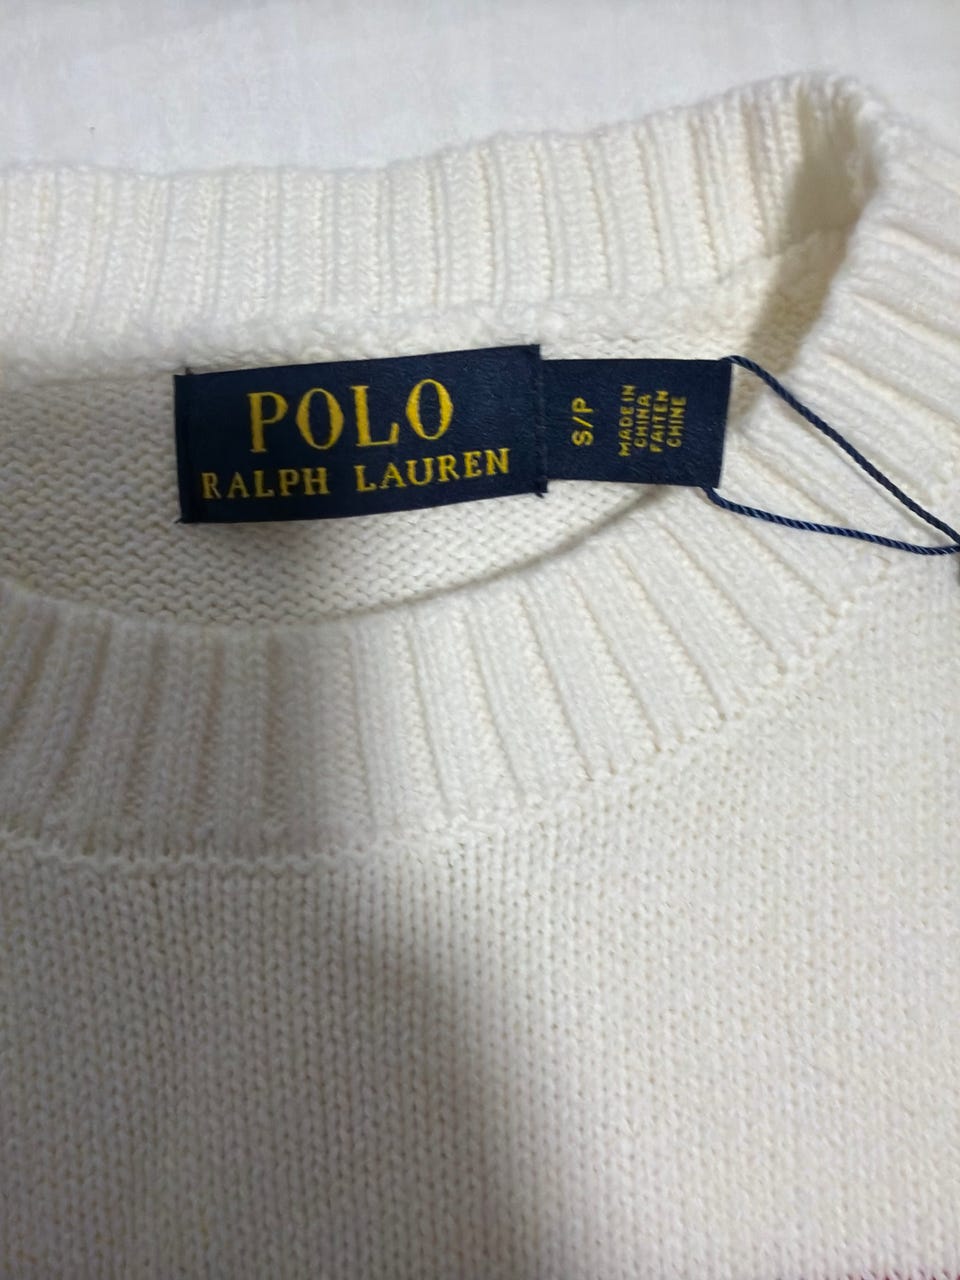 POLO
RALPH LAUREN
S/P
MADE IN
CHINA
FAIT EN
CHINE